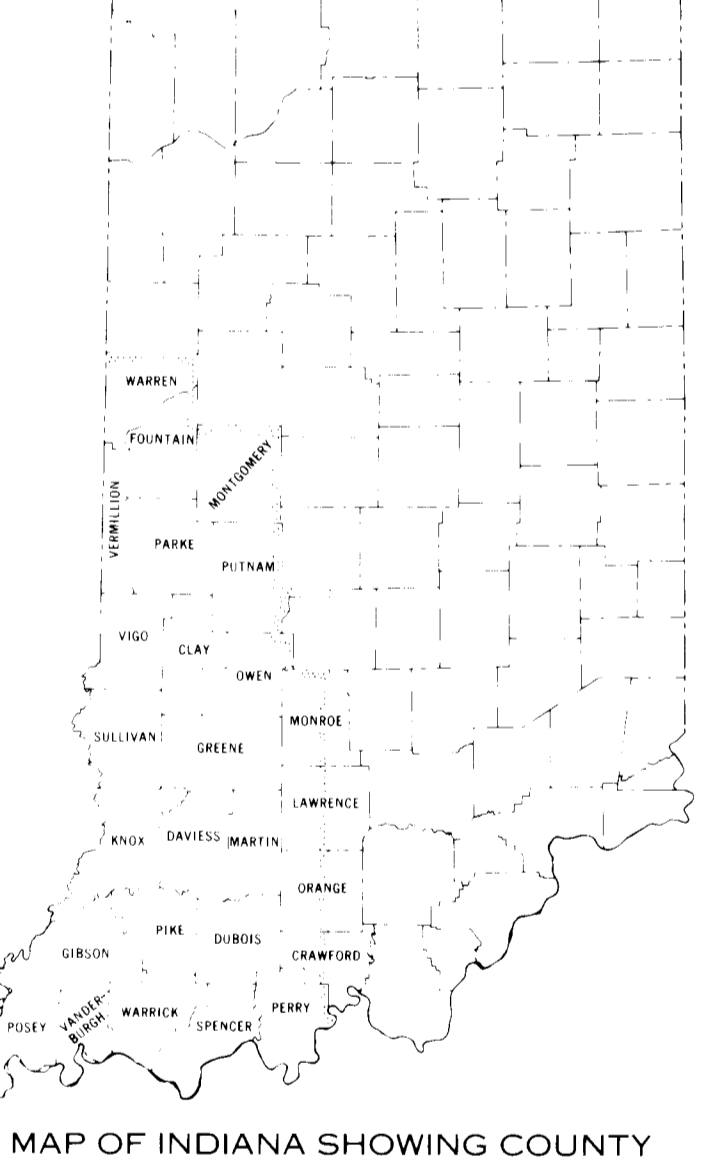 WARREN
FOUNTAIN
MONTGOMERY
VERMILLION
PARKE
PUTNAM
VIGO
CLAY
OWEN
MONROE
SULLIVAN
GREENE
LAWRENCE
KNOX
DAVIESS
MARTIN
ORANGE
PIKE
DUBOIS
GIBSON
CRAWFORD
PERRY
WARRICK
VANDER-
BURGH
POSEY
SPENCER
MAP OF INDIANA SHOWING COUNTY